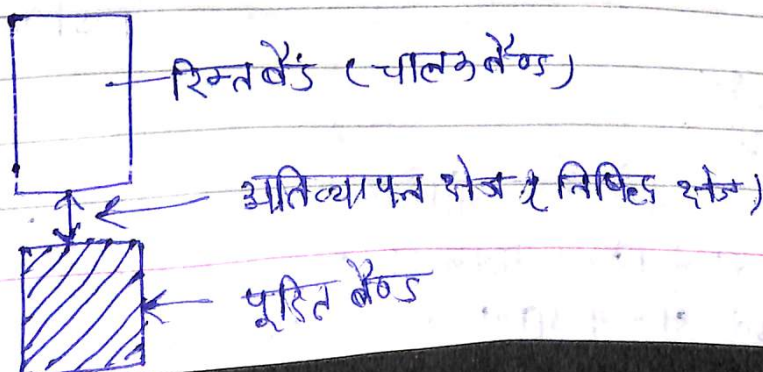 रिक्त बैंड (चालक बैण्ड)
अतिव्यापन क्षेत्र (निषिद्ध क्षेत्र)
पूरित बैण्ड